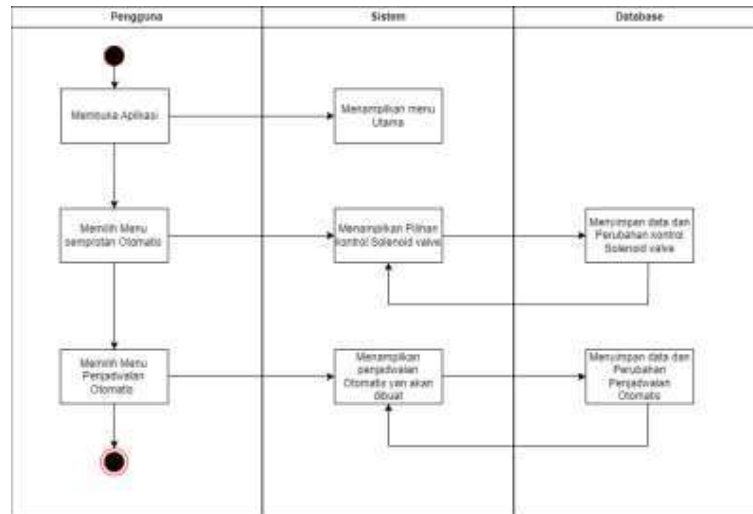 Pengguna
Sistem
Database
Membuna Aplikasi
Menampilkan menu
Utama
Memilih Menu
semprotan Otomatis
Menampilkan Pilihan
kontrol Solenoid valve
Menyimpan data dan
Perubahan kontrol
Solenoid valve
Memilih Menu
Penjadwalan
Otomatis
Menampilkan
penjadwalan
Otomatis yan akan
dibuat
Menyimpan data dan
Perubahan
Penjadwalan
Otomatis